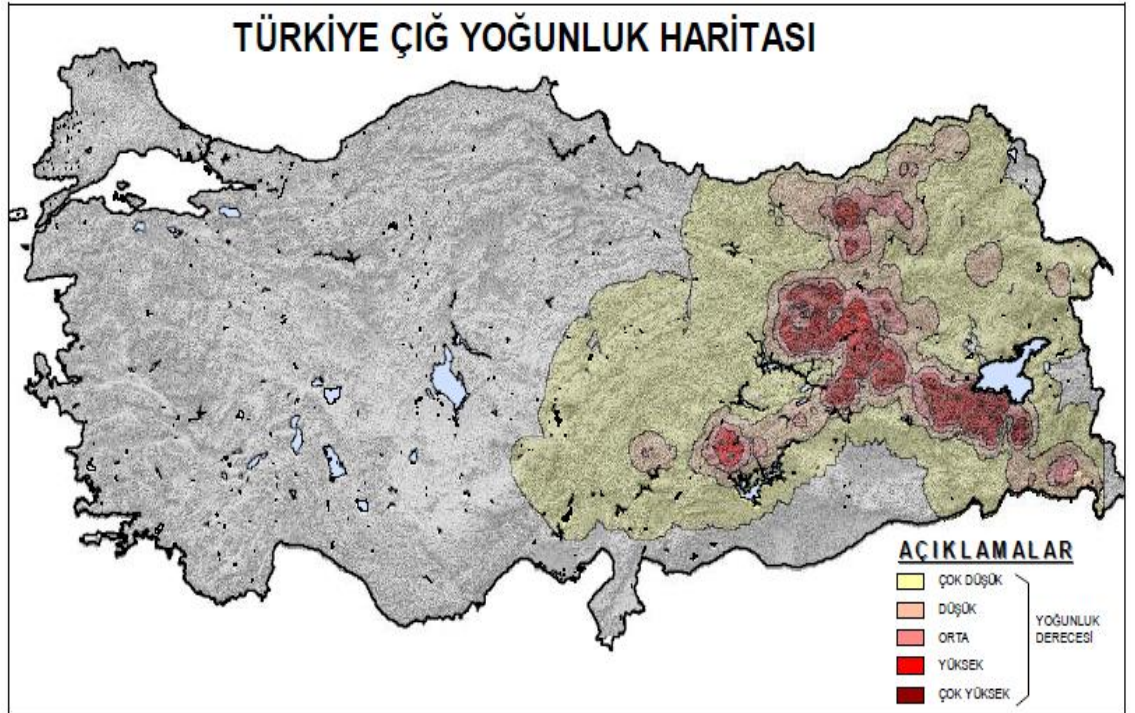 TÜRKİYE ÇIĞ YOĞUNLUK HARİTASI
AÇIKLAMALAR
ÇOK DÜŞÜK
DÜŞÜK
ORTA
YÜKSEK
ÇOK YÜKSEK
YOĞUNLUK
DERECESİ